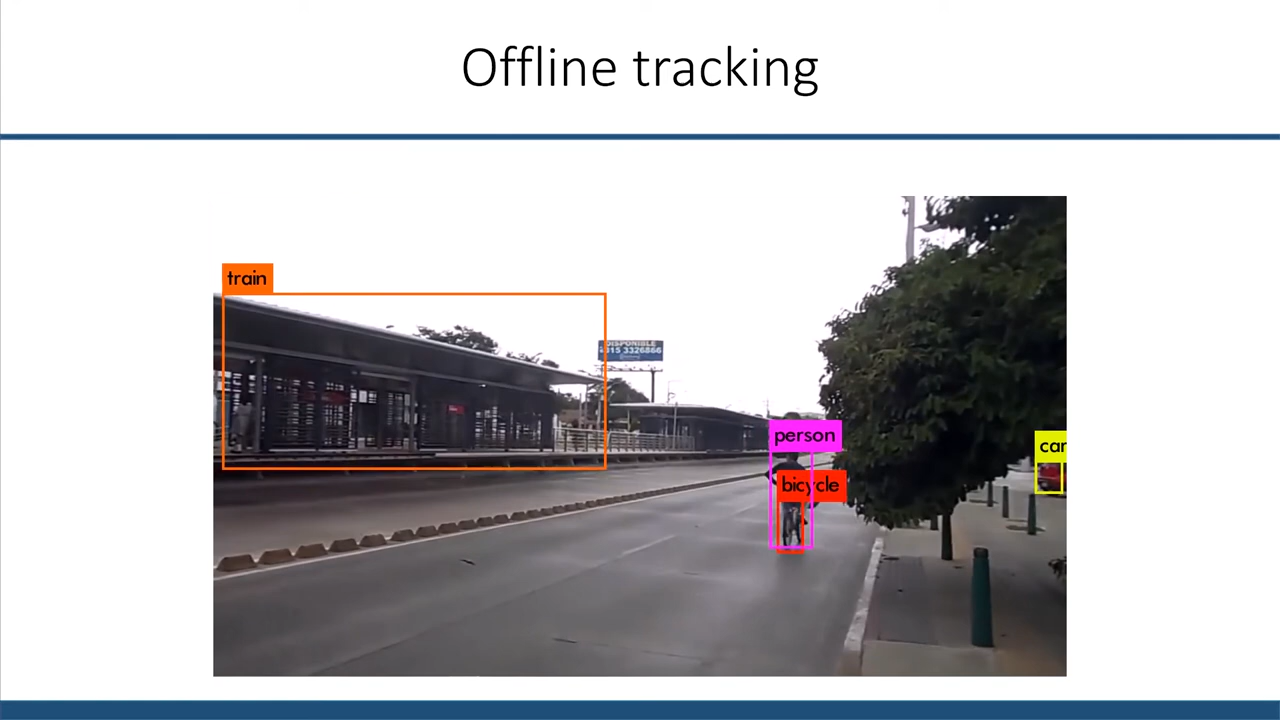 Offline tracking
train
DISPONIBLE
315 3326866
person
car
bicycle